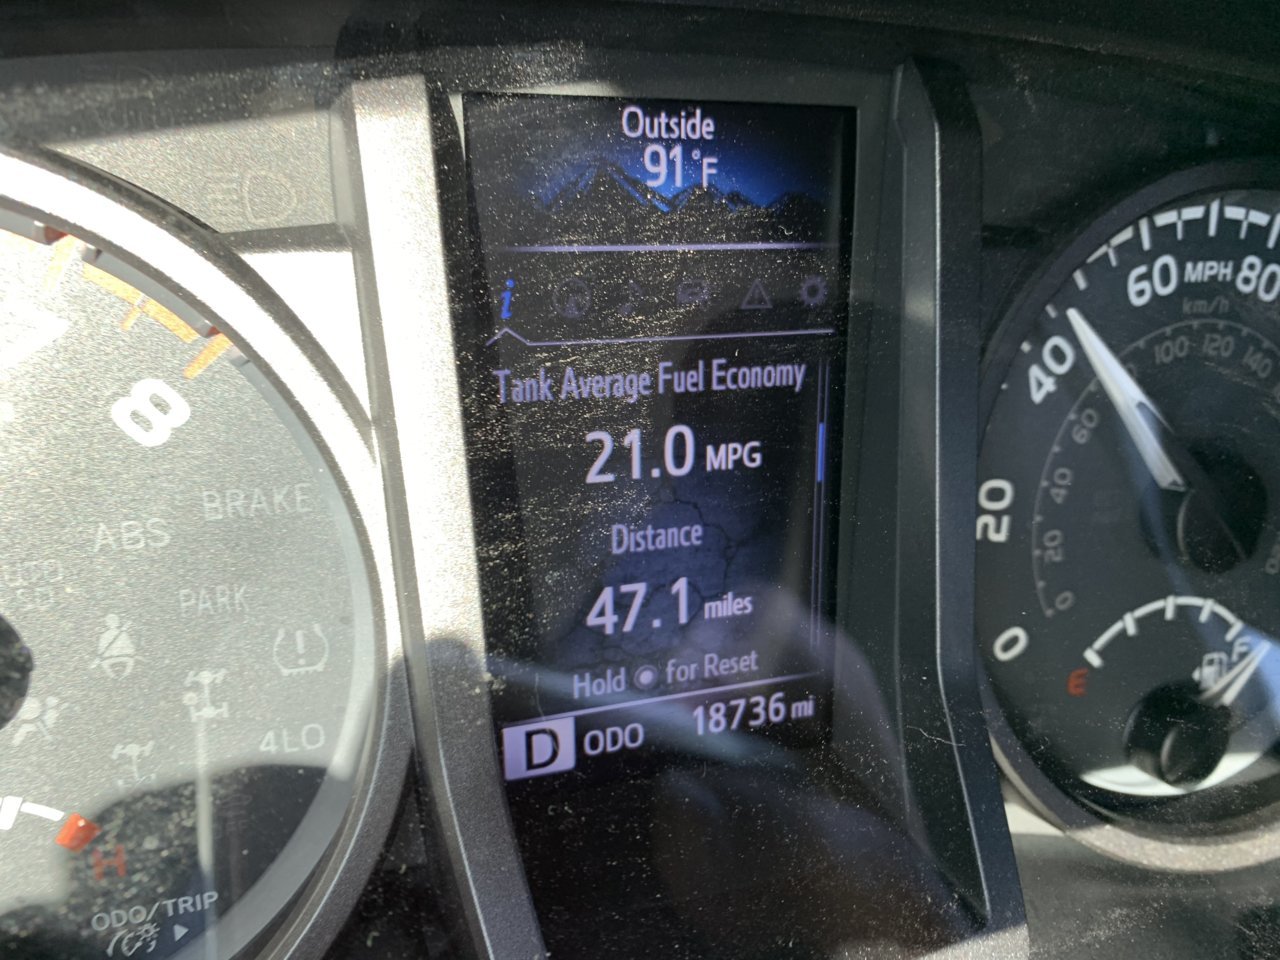 Outside
91°F
i
Tank Average Fuel Economy
21.0 MPG
Distance
47.1 miles
Hold for Reset
D ODO 18736 mi
8
BRAKE
ABS
PARK
4LO
H
ODO/TRIP
60 MPH 80
km/h
40
20
0
100 120 140
60
40
20
0
E
F